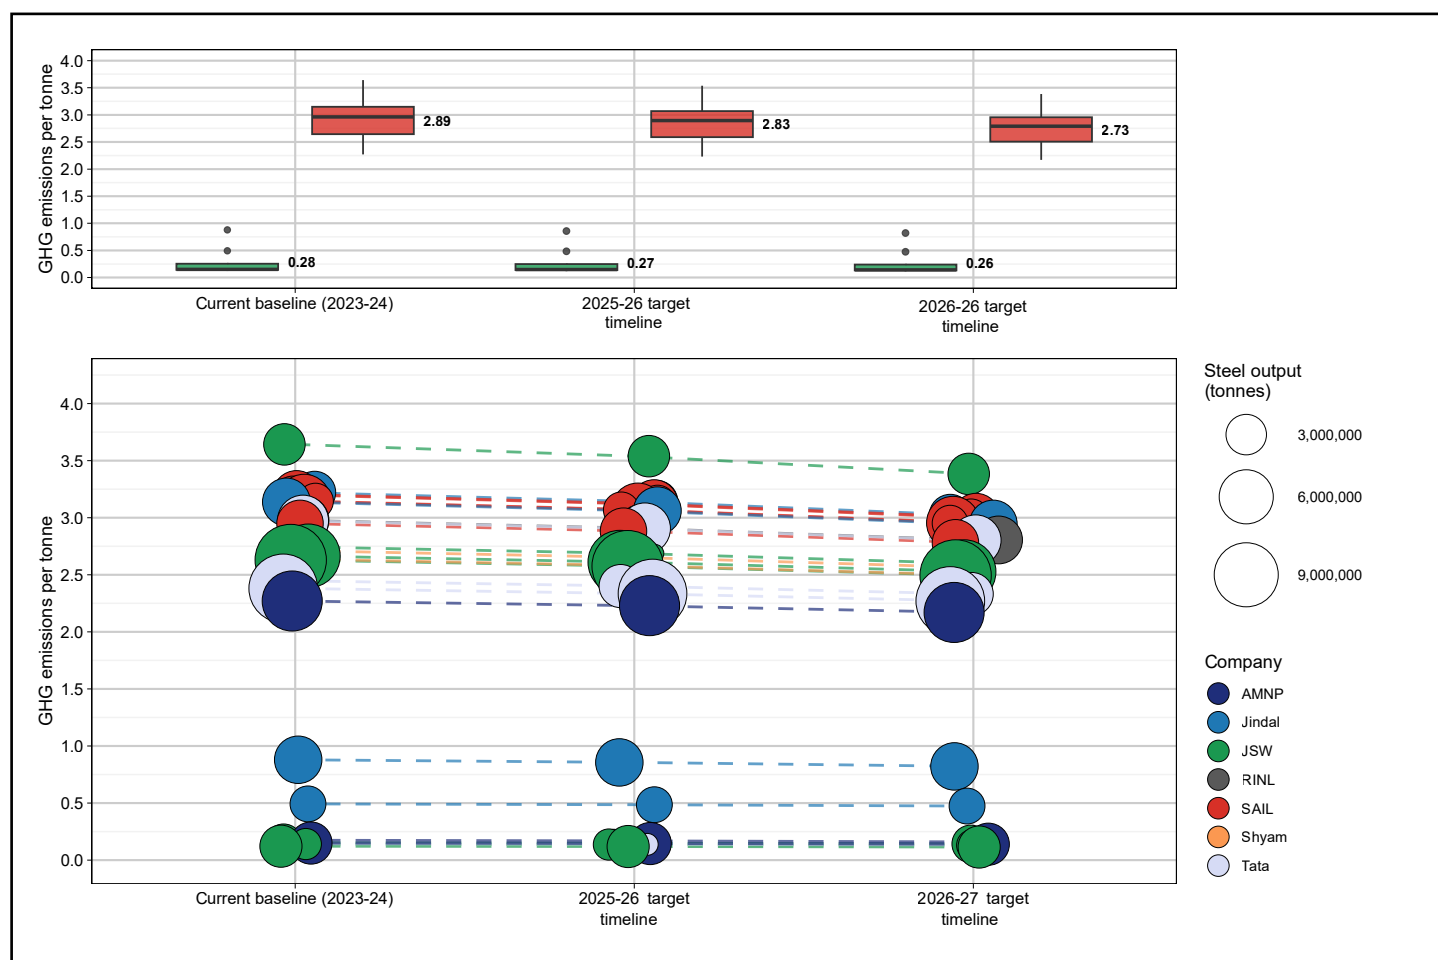 GHG emissions per tonne
4.0
3.5
3.0
2.5
2.0
1.5
1.0
0.5
0.0
2.89
2.83
2.73
0.28
0.27
0.26
Current baseline (2023-24)
2025-26 target
timeline
2026-26 target
timeline
GHG emissions per tonne
4.0
3.5
3.0
2.5
2.0
1.5
1.0
0.5
0.0
Current baseline (2023-24)
2025-26 target
timeline
2026-27 target
timeline
Steel output
(tonnes)
3,000,000
6,000,000
9,000,000
Company
AMNP
Jindal
JSW
RINL
SAIL
Shyam
Tata